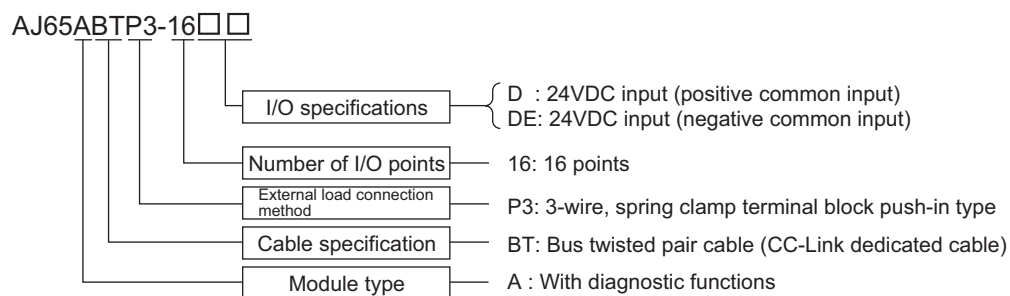 AJ65ABTP3-16□□
I/O specifications
D : 24VDC input (positive common input)
DE: 24VDC input (negative common input)
Number of I/O points
16: 16 points
External load connection
method
P3: 3-wire, spring clamp terminal block push-in type
Cable specification
BT: Bus twisted pair cable (CC-Link dedicated cable)
Module type
A : With diagnostic functions